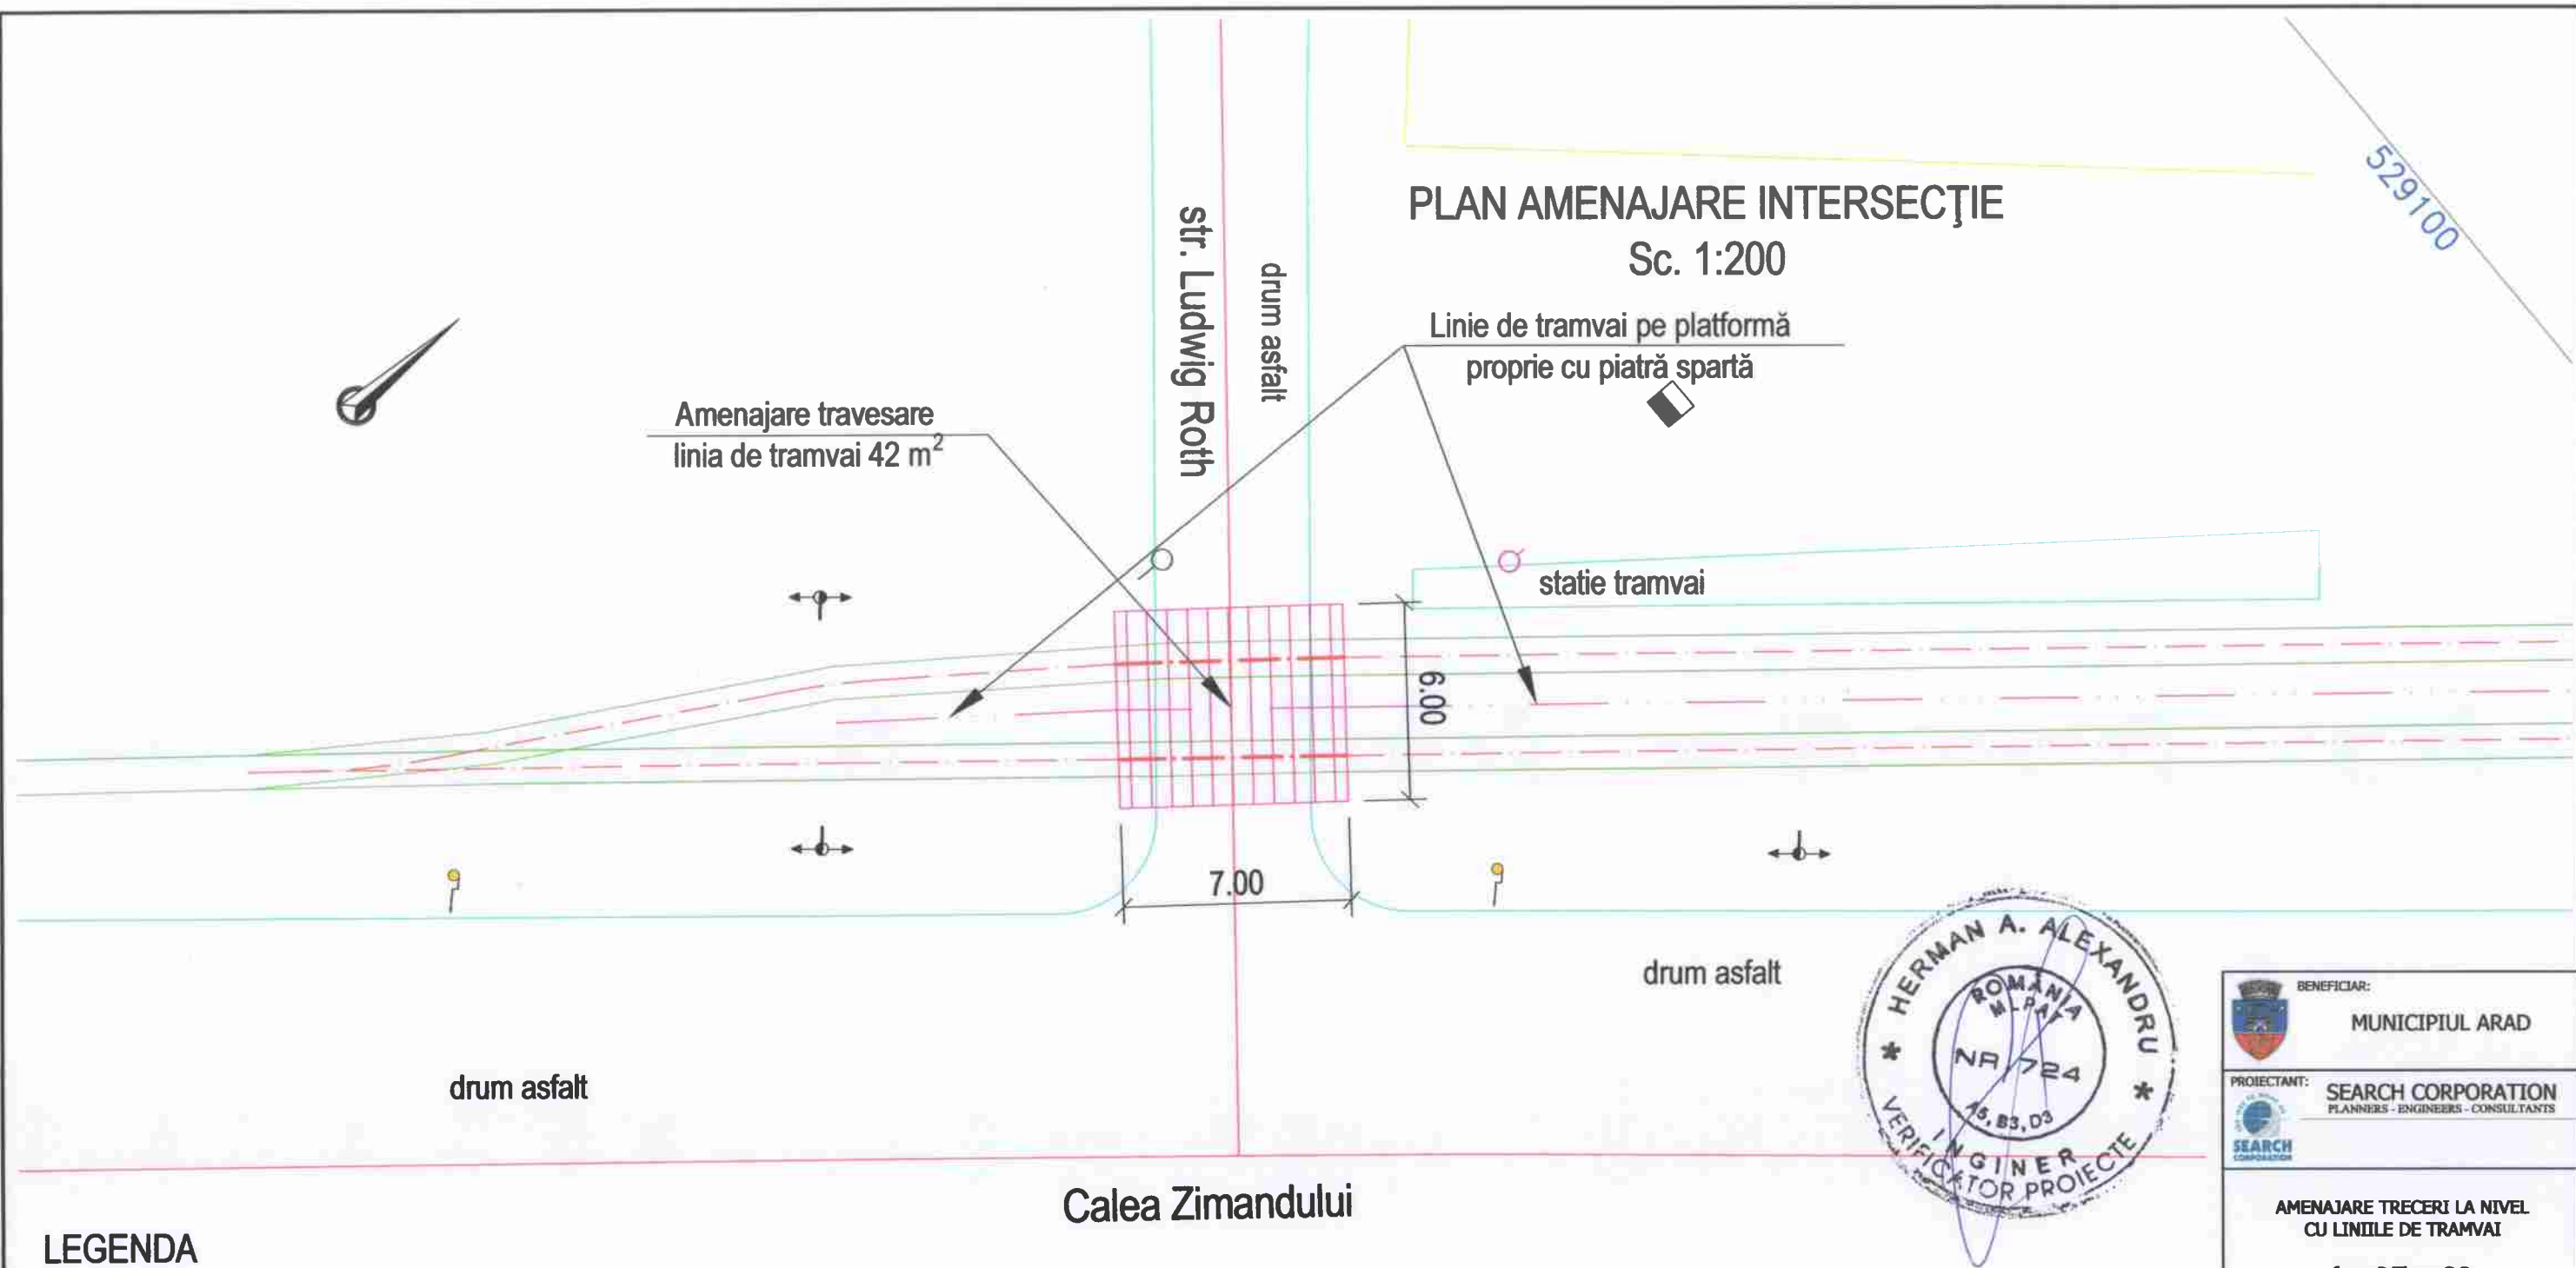 PLAN AMENAJARE INTERSECŢIE
Sc. 1:200
529100
str. Ludwig Roth
drum asfalt
Linie de tramvai pe platformă
proprie cu piatră spartă
Amenajare travesare
linia de tramvai 42 m²
statie tramvai
6.00
7.00
drum asfalt
drum asfalt
Calea Zimandului
LEGENDA
HERMAN A. ALEXANDRU
ROMÂNIA
MLPAT
NR 724
A5, B3, D3
INGINER
VERIFICATOR PROIECTE
BENEFICIAR:
MUNICIPIUL ARAD
PROIECTANT:
SEARCH CORPORATION
PLANNERS - ENGINEERS - CONSULTANTS
SEARCH
CORPORATION
AMENAJARE TRECERI LA NIVEL
CU LINIILE DE TRAMVAI